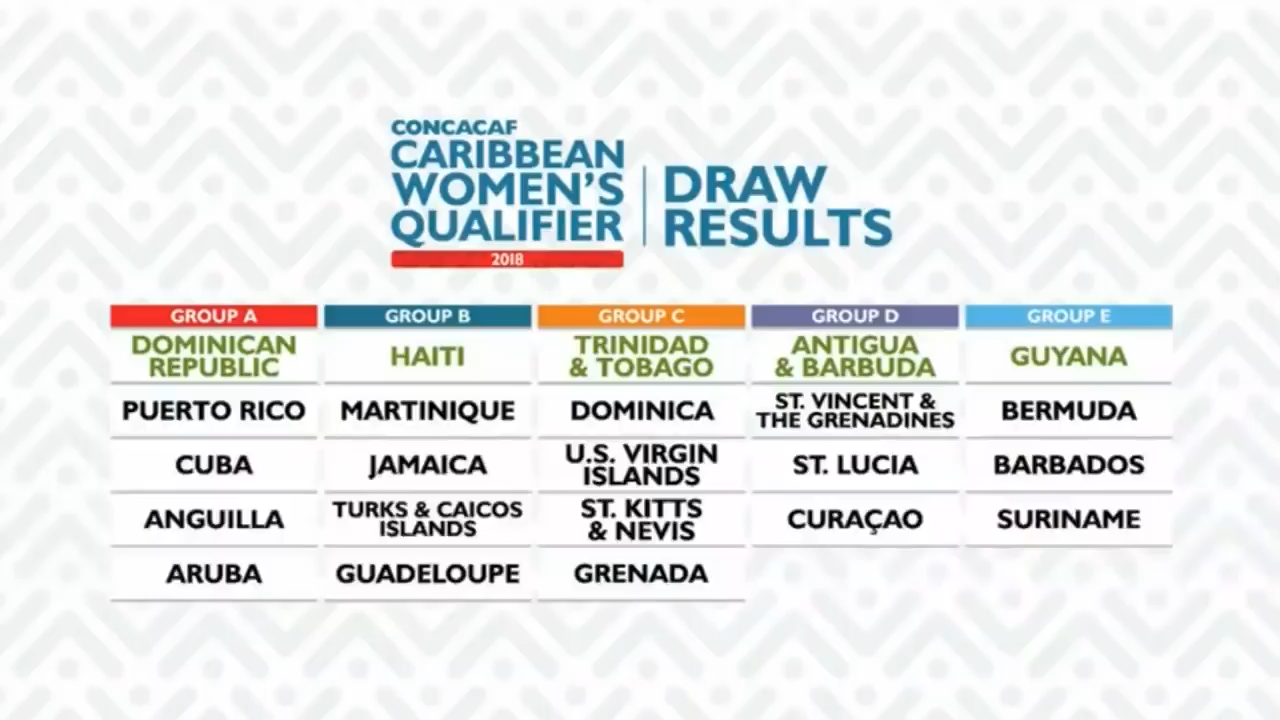 CONCACAF
CARIBBEAN
WOMEN'S
QUALIFIER
2018
DRAW
RESULTS
GROUP A
DOMINICAN
REPUBLIC
PUERTO RICO
CUBA
ANGUILLA
ARUBA
GROUP B
HAITI
MARTINIQUE
JAMAICA
TURKS & CAICOS
ISLANDS
GUADELOUPE
GROUP C
TRINIDAD
& TOBAGO
DOMINICA
U.S. VIRGIN
ISLANDS
ST. KITTS
& NEVIS
GRENADA
GROUP D
ANTIGUA
& BARBUDA
ST. VINCENT &
THE GRENADINES
ST. LUCIA
CURAÇAO
GROUP E
GUYANA
BERMUDA
BARBADOS
SURINAME